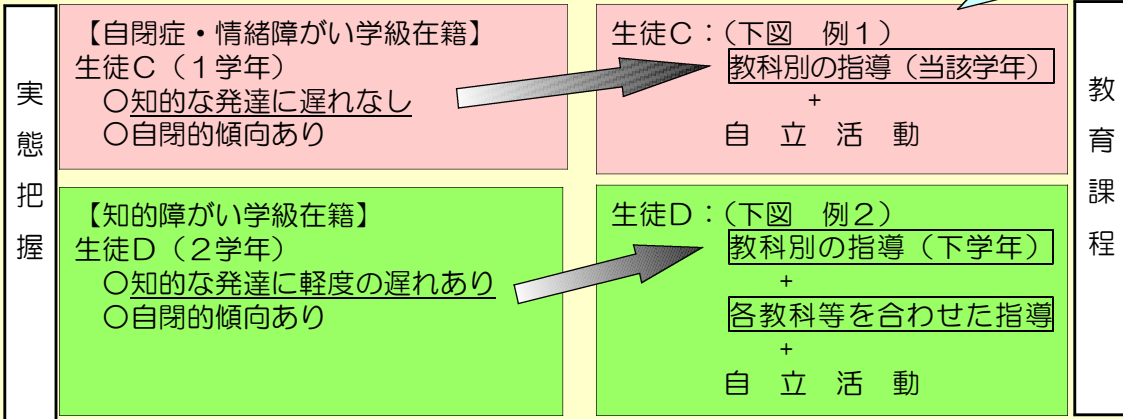 実態把握
【自閉症・情緒障がい学級在籍】
生徒C(1学年)
○知的な発達に遅れなし
○自閉的傾向あり
生徒C:(下図 例1)
教科別の指導(当該学年)
+
自 立 活 動
【知的障がい学級在籍】
生徒D(2学年)
○知的な発達に軽度の遅れあり
○自閉的傾向あり
生徒D:(下図 例2)
教科別の指導(下学年)
+
各教科等を合わせた指導
+
自 立 活 動
教育課程